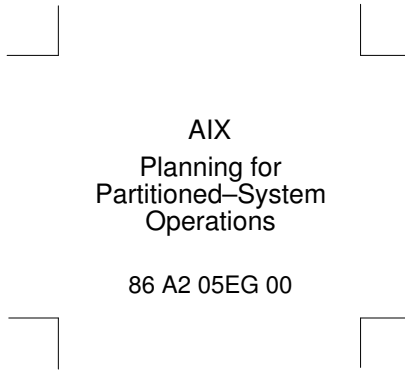 AIX
Planning for
Partitioned–System
Operations
86 A2 05EG 00